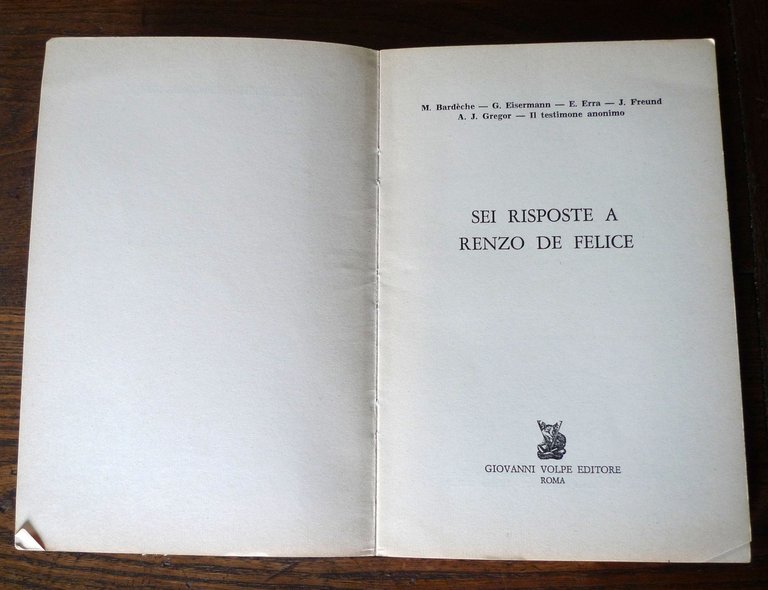 M. Bardèche — G. Eisermann — E. Erra — J. Freund
A. J. Gregor — Il testimone anonimo
SEI RISPOSTE A
RENZO DE FELICE
GIOVANNI VOLPE EDITORE
ROMA